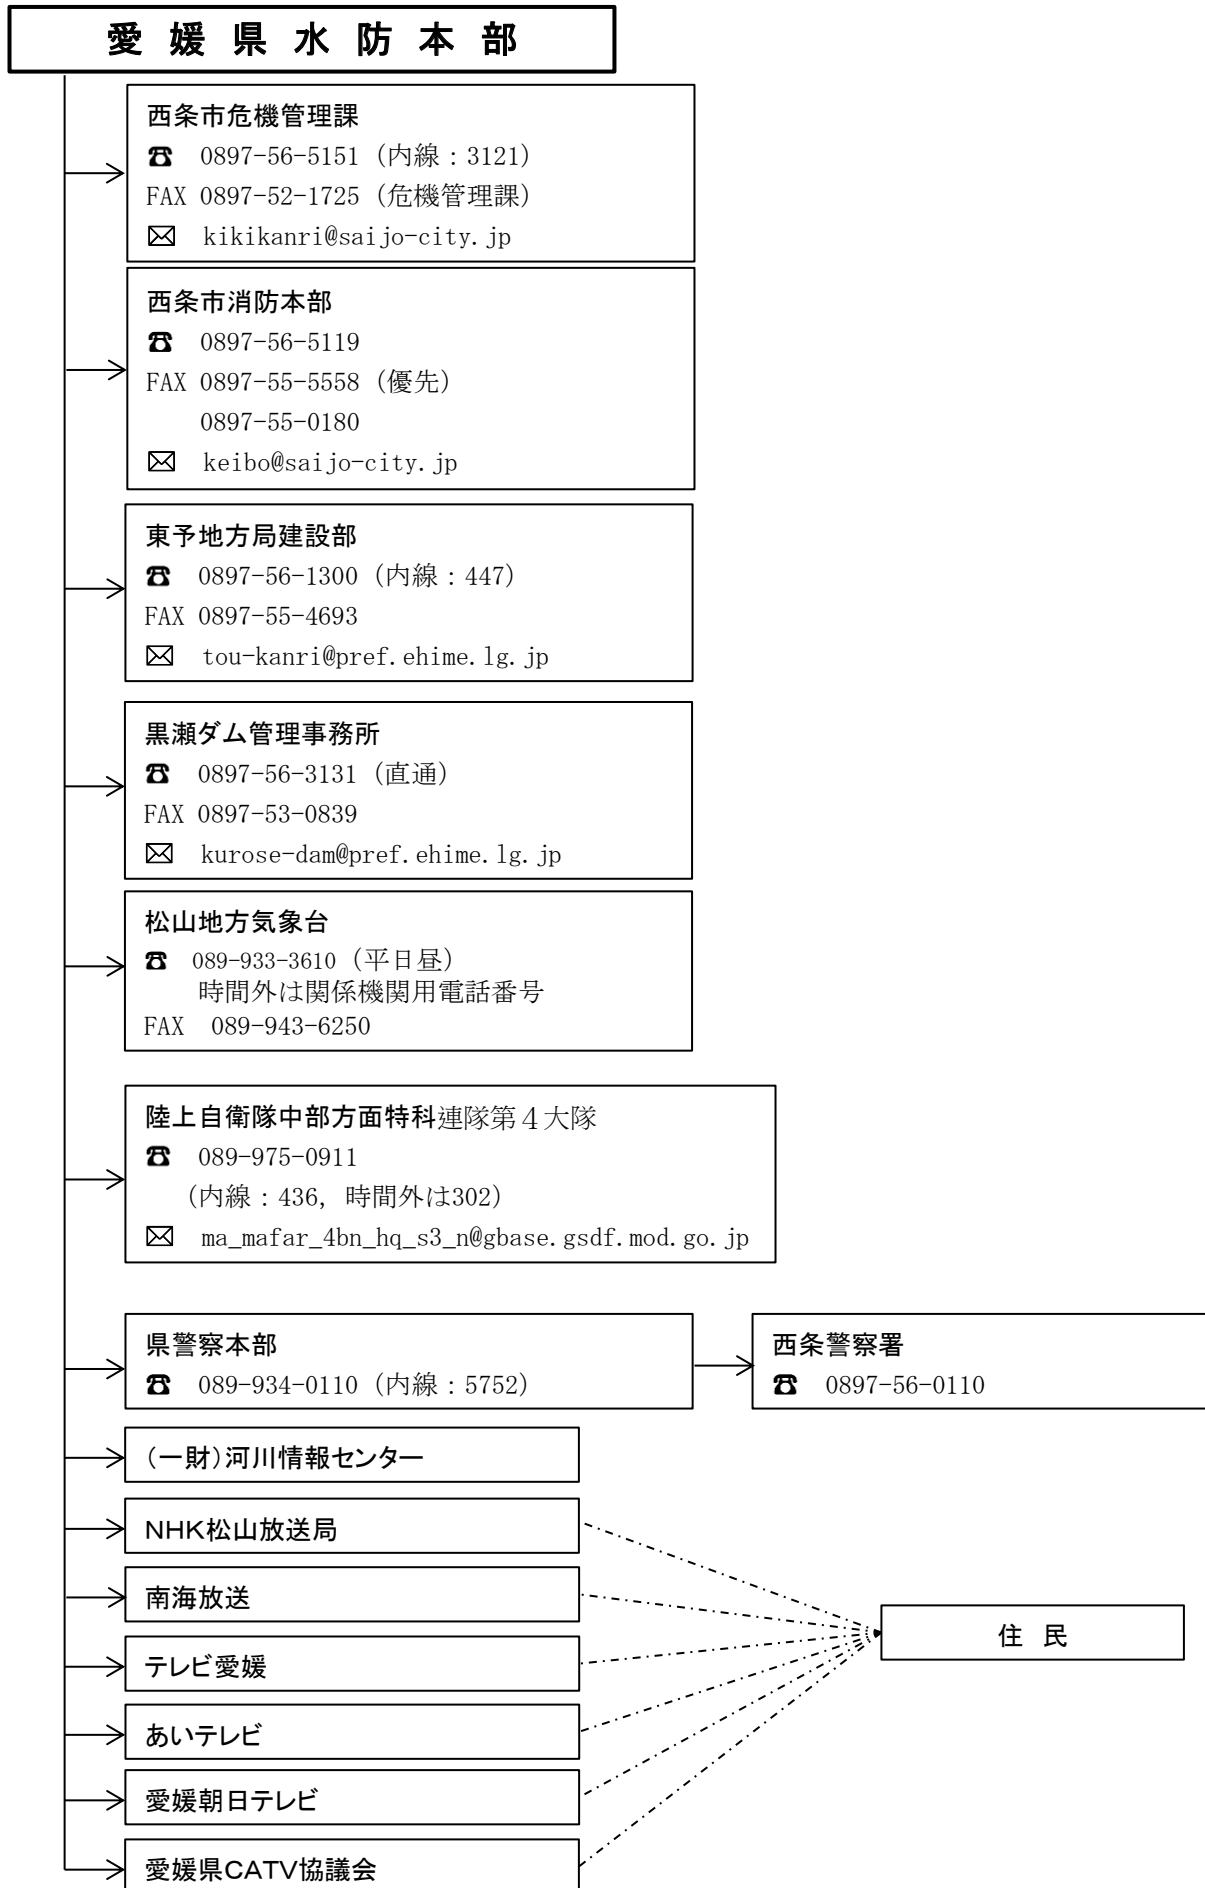 愛媛県水防本部
西条市危機管理課
☎ 0897-56-5151（内線：3121）
FAX 0897-52-1725（危機管理課）
✉ kikikanri@saijo-city.jp
西条市消防本部
☎ 0897-56-5119
FAX 0897-55-5558（優先）
0897-55-0180
✉ keibo@saijo-city.jp
東予地方局建設部
☎ 0897-56-1300（内線：447）
FAX 0897-55-4693
✉ tou-kanri@pref.ehime.lg.jp
黒瀬ダム管理事務所
☎ 0897-56-3131（直通）
FAX 0897-53-0839
✉ kurose-dam@pref.ehime.lg.jp
松山地方気象台
☎ 089-933-3610（平日昼）
時間外は関係機関用電話番号
FAX 089-943-6250
陸上自衛隊中部方面特科連隊第４大隊
☎ 089-975-0911
（内線：436，時間外は302）
✉ ma_mafar_4bn_hq_s3_n@gbase.gsdf.mod.go.jp
県警察本部
☎ 089-934-0110（内線：5752）
西条警察署
☎ 0897-56-0110
（一財）河川情報センター
NHK松山放送局
南海放送
テレビ愛媛
あいテレビ
愛媛朝日テレビ
愛媛県CATV協議会
住 民